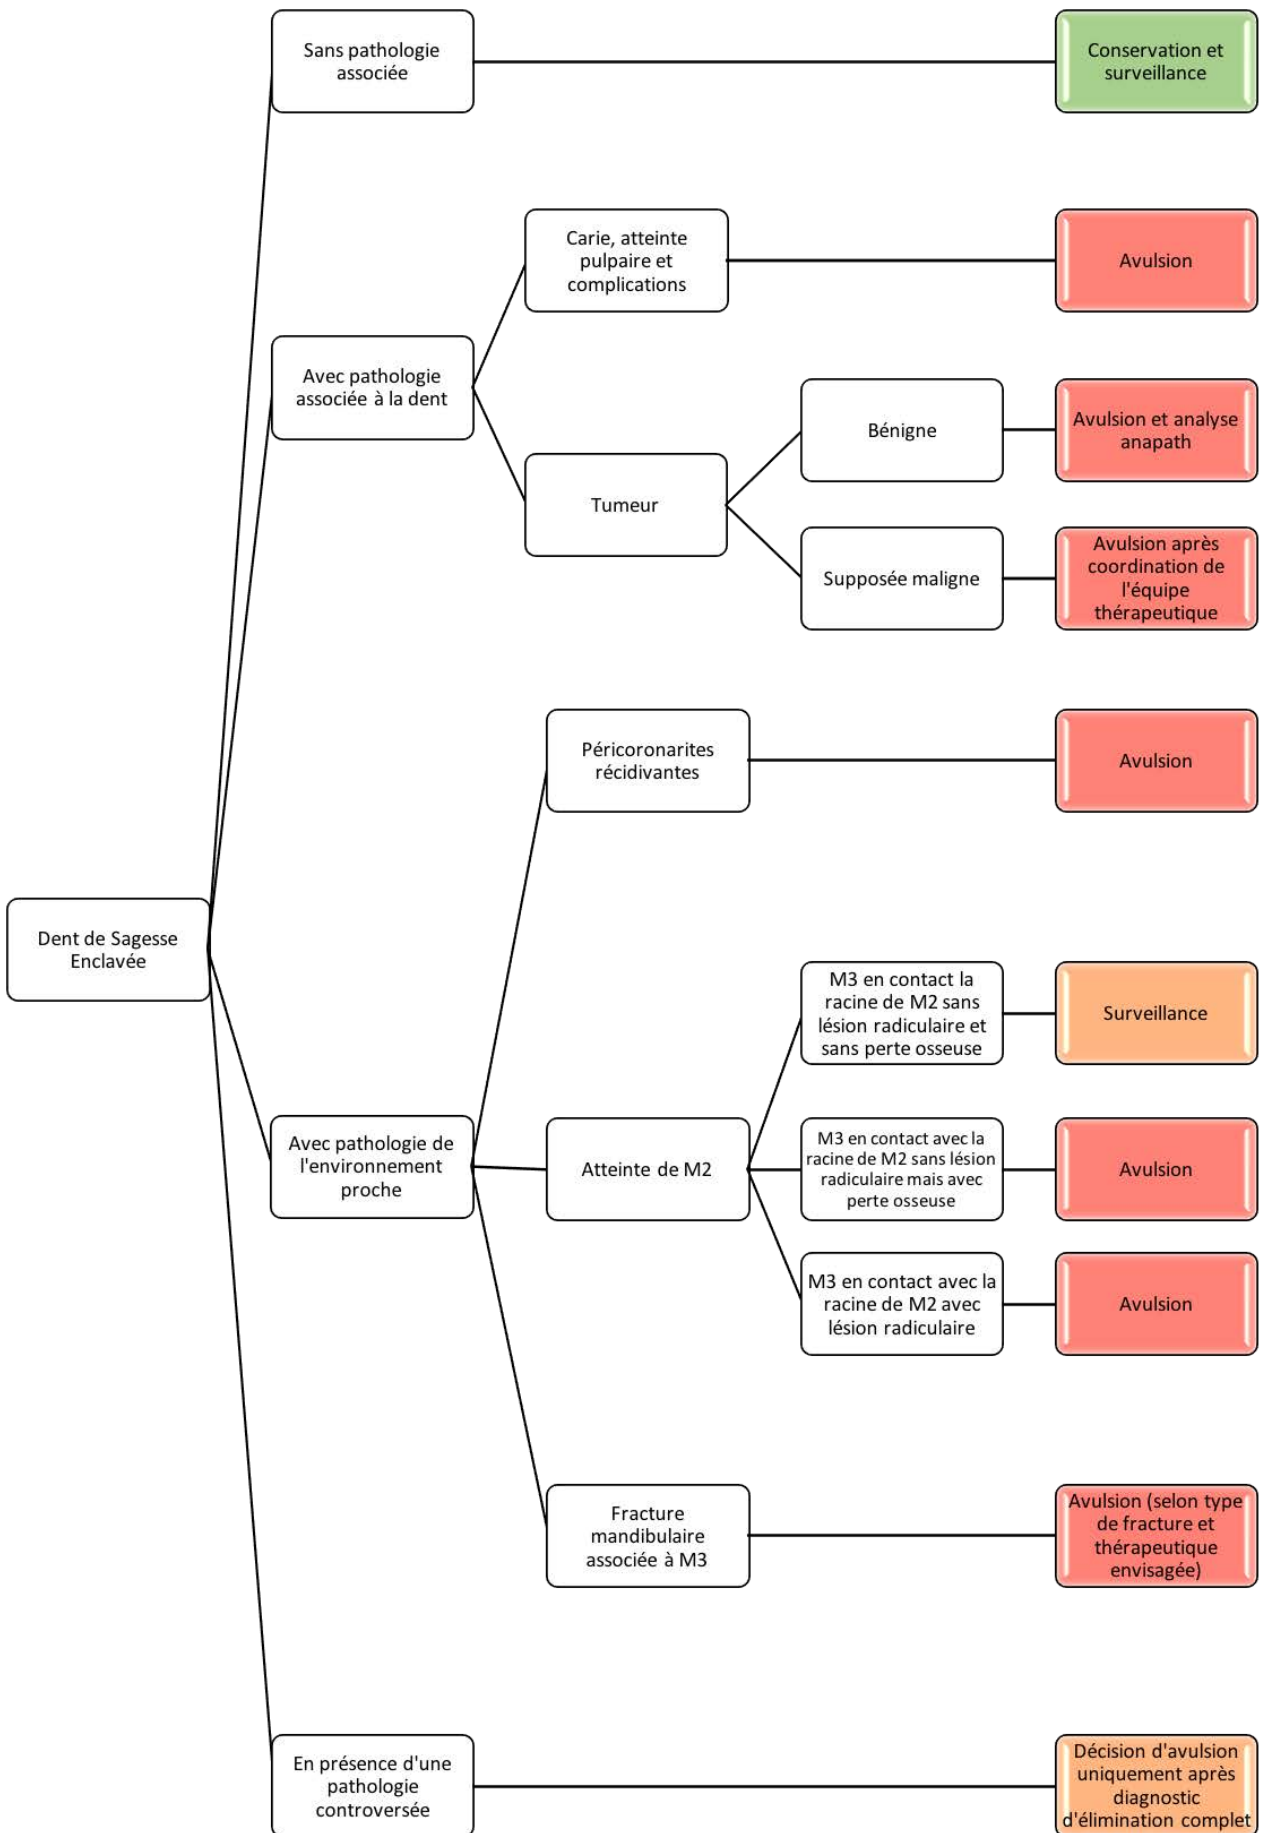 Sans pathologie
associée
Conservation et
surveillance
Carie, atteinte
pulpaire et
complications
Avulsion
Avec pathologie
associée à la dent
Bénigne
Avulsion et analyse
anapath
Tumeur
Supposée maligne
Avulsion après
coordination de
l'équipe
thérapeutique
Péricoronarites
récidivantes
Avulsion
Dent de Sagesse
Enclavée
M3 en contact la
racine de M2 sans
lésion radiculaire et
sans perte osseuse
Surveillance
Avec pathologie de
l'environnement
proche
Atteinte de M2
M3 en contact avec la
racine de M2 sans lésion
radiculaire mais avec
perte osseuse
Avulsion
M3 en contact avec la
racine de M2 avec
lésion radiculaire
Avulsion
Fracture
mandibulaire
associée à M3
Avulsion (selon type
de fracture et
thérapeutique
envisagée)
En présence d'une
pathologie
controversée
Décision d'avulsion
uniquement après
diagnostic
d'élimination complet